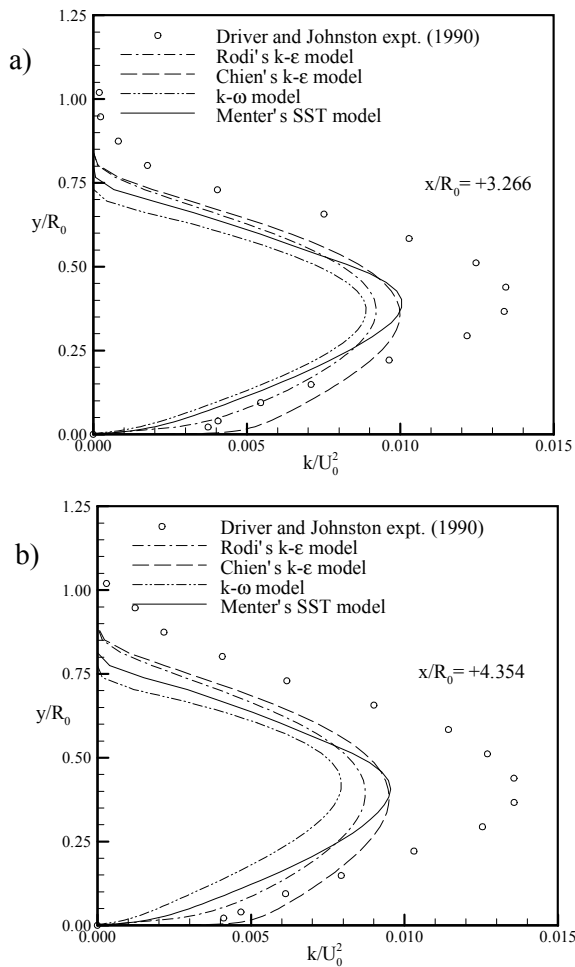 a)
Driver and Johnston expt. (1990)
Rodi's k-ε model
Chien's k-ε model
k-ω model
Menter's SST model
x/R₀= +3.266
y/R₀
1.25
1.00
0.75
0.50
0.25
0.00
0.000
0.005
0.010
0.015
k/U₀²
b)
Driver and Johnston expt. (1990)
Rodi's k-ε model
Chien's k-ε model
k-ω model
Menter's SST model
x/R₀= +4.354
y/R₀
1.25
1.00
0.75
0.50
0.25
0.00
0.000
0.005
0.010
0.015
k/U₀²